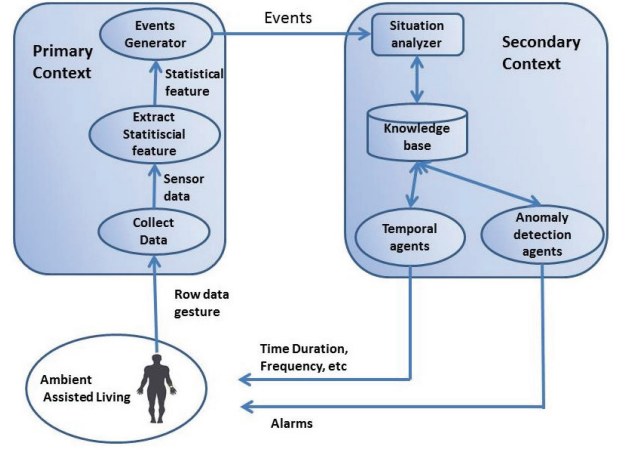 Events
Primary
Context
Events
Generator
Statistical
feature
Extract
Statitiscial
feature
Sensor
data
Collect
Data
Row data
gesture
Ambient
Assisted Living
Situation
analyzer
Secondary
Context
Knowledge
base
Temporal
agents
Anomaly
detection
agents
Time Duration,
Frequency, etc
Alarms